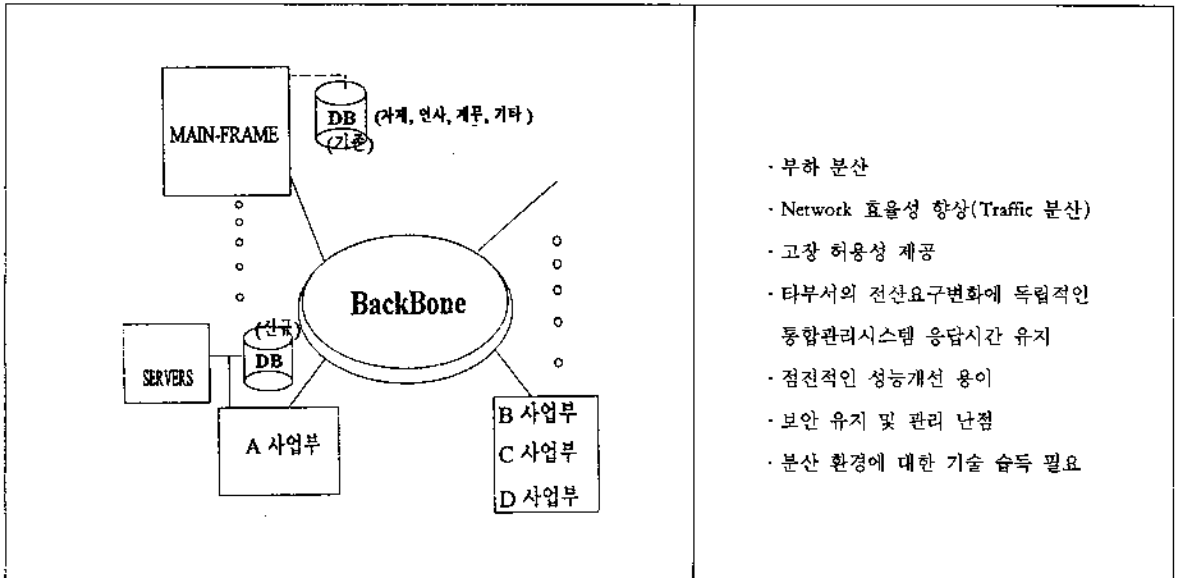 MAIN-FRAME
DB
(기존)
(자재, 인사, 재무, 기타)
BackBone
(신규)
DB
SERVERS
A 사업부
B 사업부
C 사업부
D 사업부
· 부하 분산
· Network 효율성 향상(Traffic 분산)
· 고장 허용성 제공
· 타부서의 전산요구변화에 독립적인
통합관리시스템 응답시간 유지
· 점진적인 성능개선 용이
· 보안 유지 및 관리 난점
· 분산 환경에 대한 기술 습득 필요